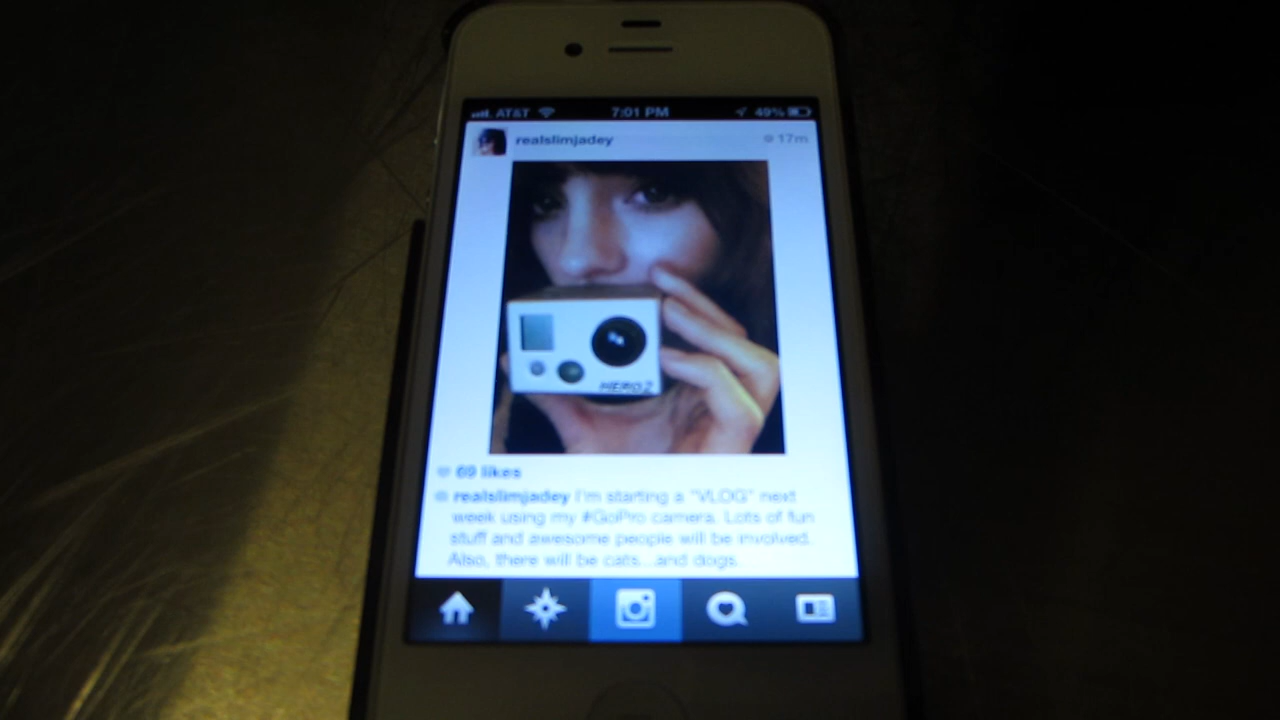 AT&T 7:01 PM 49%
realslimjadey 17m
HERO2
69 likes
realslimjadey I'm starting a "VLOG" next
week using my #GoPro camera. Lots of fun
stuff and awesome people will be involved.
Also, there will be cats...and dogs.